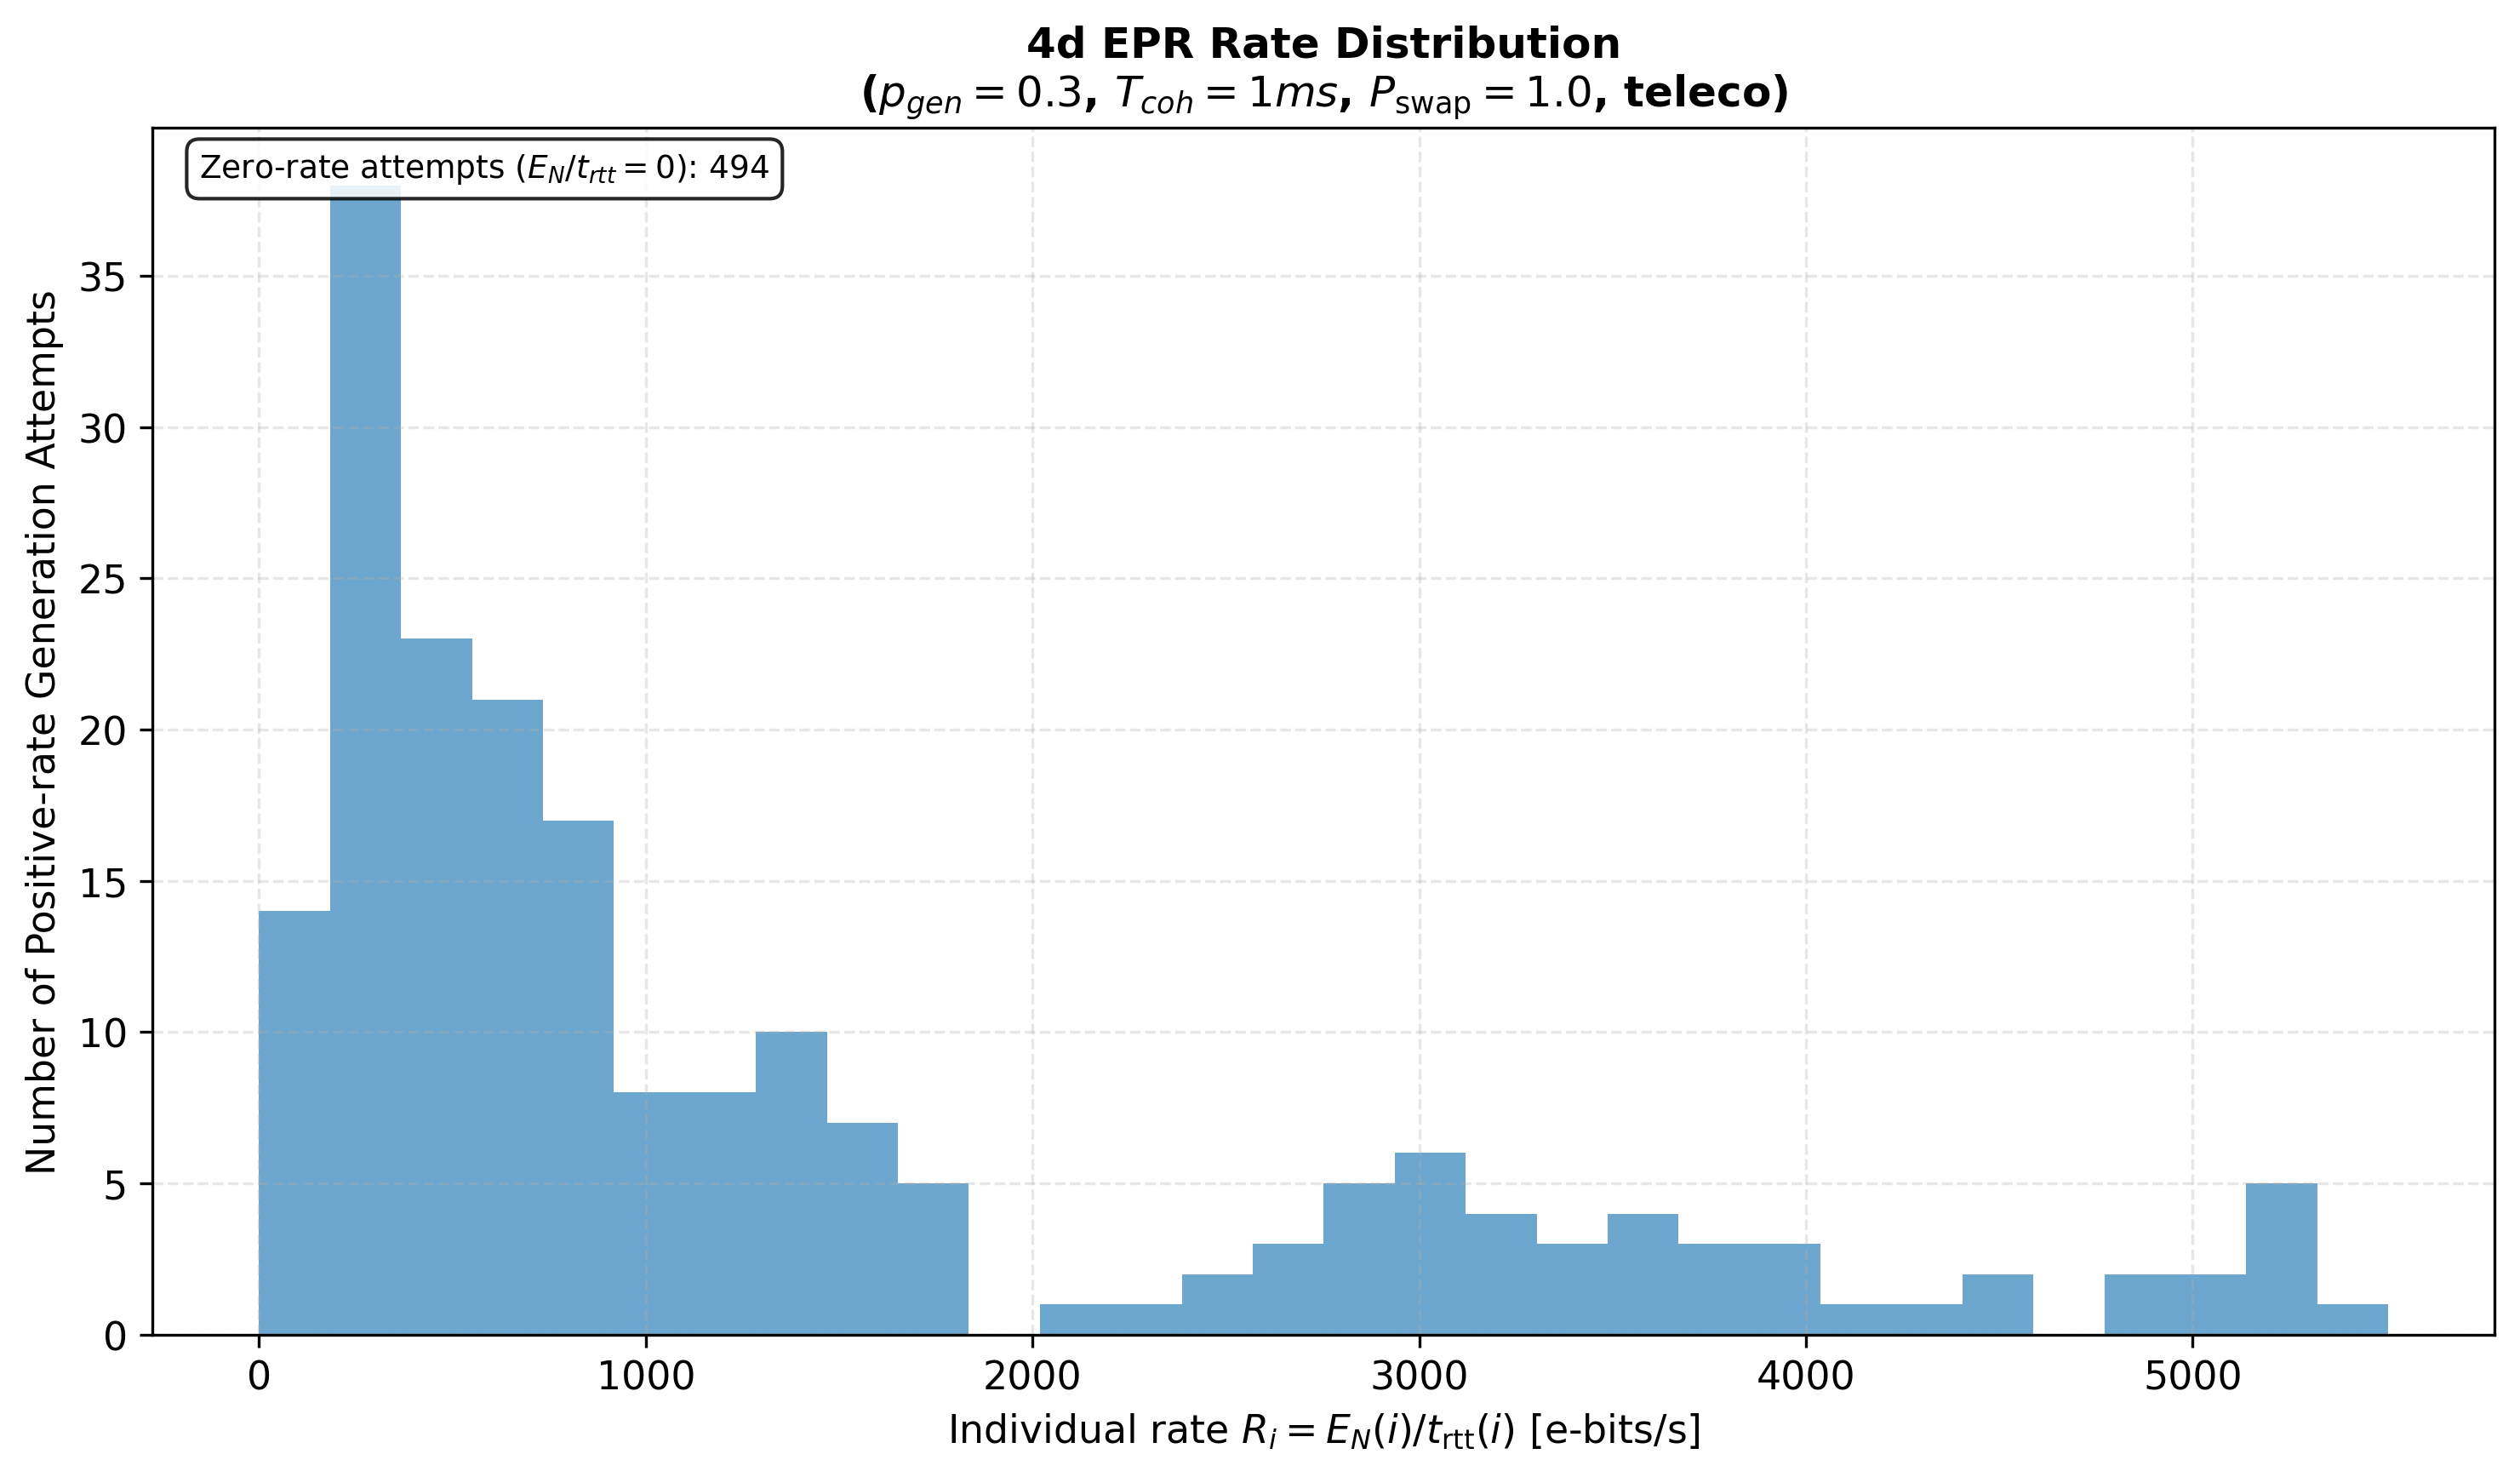 4d EPR Rate Distribution
(p_gen = 0.3, T_coh = 1ms, P_swap = 1.0, teleco)
Zero-rate attempts (E_N/t_rtt = 0): 494
Number of Positive-rate Generation Attempts
35
30
25
20
15
10
5
0
0 1000 2000 3000 4000 5000
Individual rate R_i = E_N(i)/t_rtt(i) [e-bits/s]